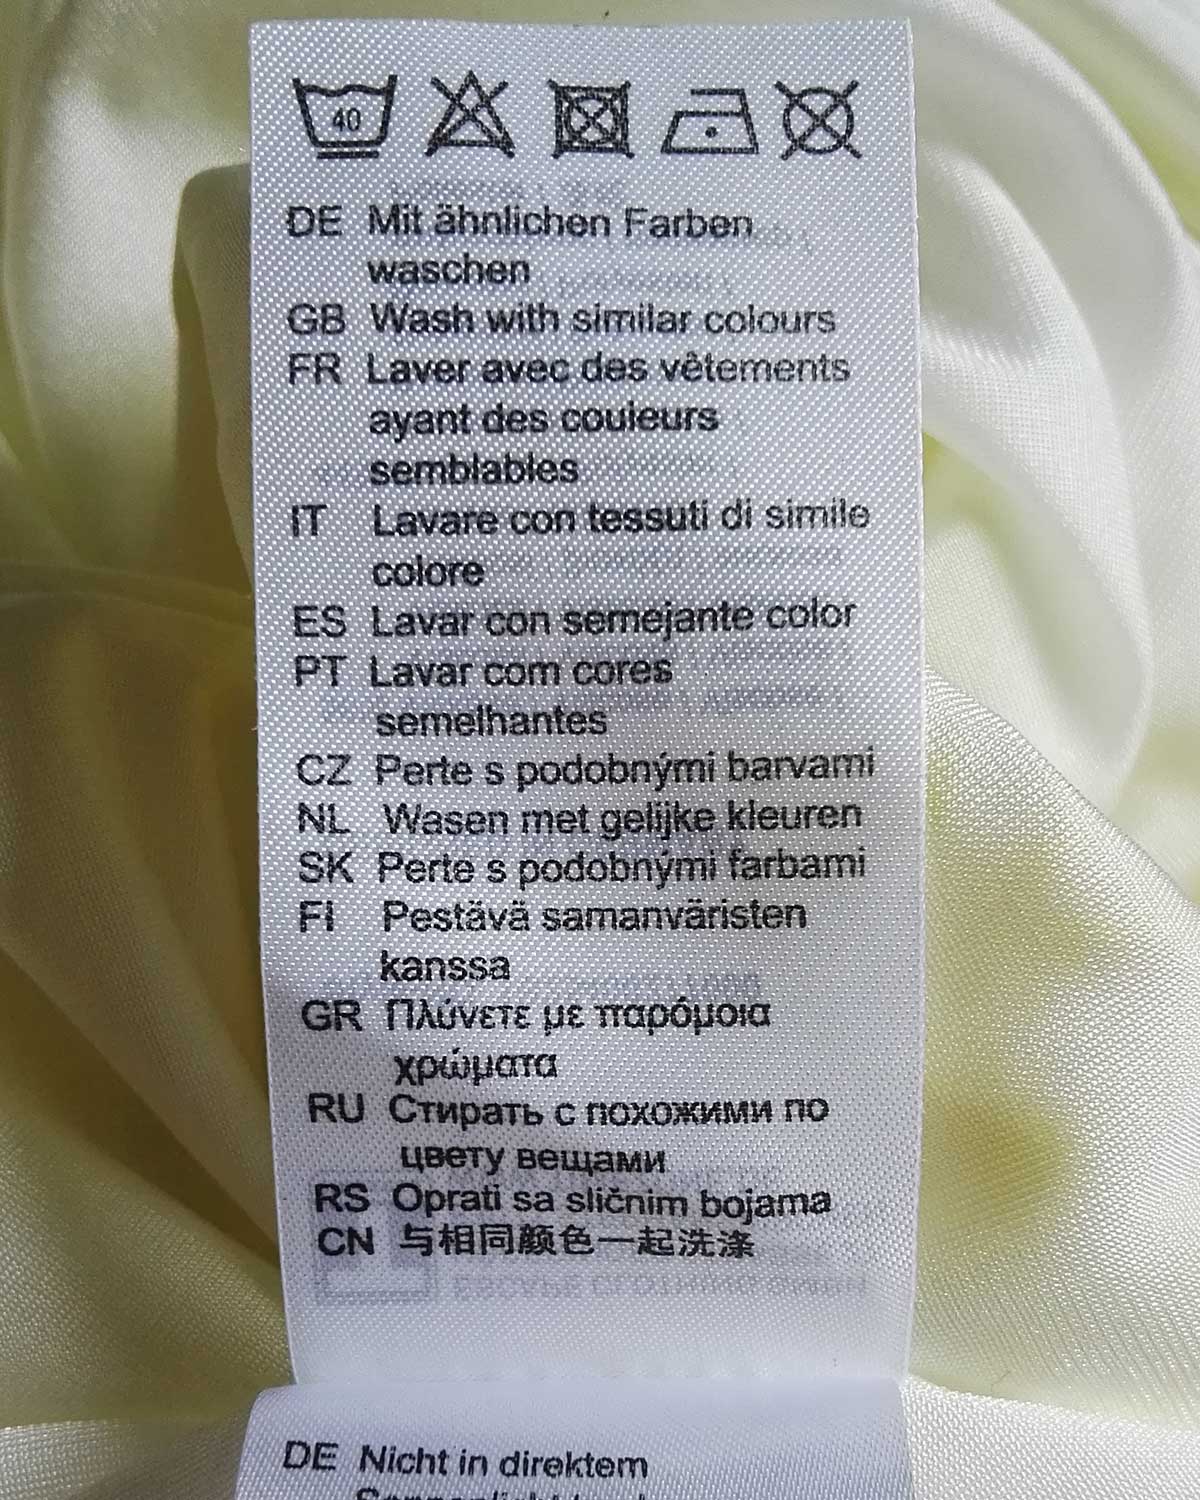 40
DE Mit ähnlichen Farben
waschen
GB Wash with similar colours
FR Laver avec des vêtements
ayant des couleurs
semblables
IT Lavare con tessuti di simile
colore
ES Lavar con semejante color
PT Lavar com cores
semelhantes
CZ Perte s podobnými barvami
NL Wasen met gelijke kleuren
SK Perte s podobnými farbami
FI Pestävä samanväristen
kanssa
GR Πλύνετε με παρόμοια
χρώματα
RU Стирать с похожими по
цвету вещами
RS Oprati sa sličnim bojama
CN 与相同颜色一起洗涤
DE Nicht in direktem